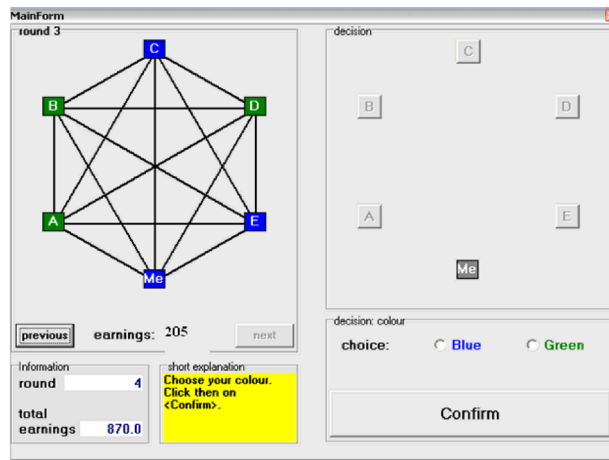 MainForm
round 3
C
B
D
A
E
Me
previous
earnings: 205
next
Information
round 4
total
earnings 870.0
short explanation
Choose your colour.
Click then on
<Confirm>.
decision
C
B
D
A
E
Me
decision: colour
choice: Blue Green
Confirm